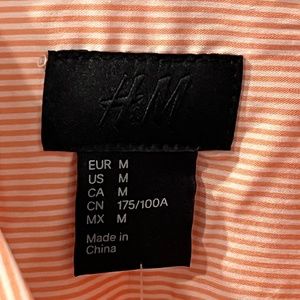 H&M
EUR M
US M
CA M
CN 175/100A
MX M
Made in
China